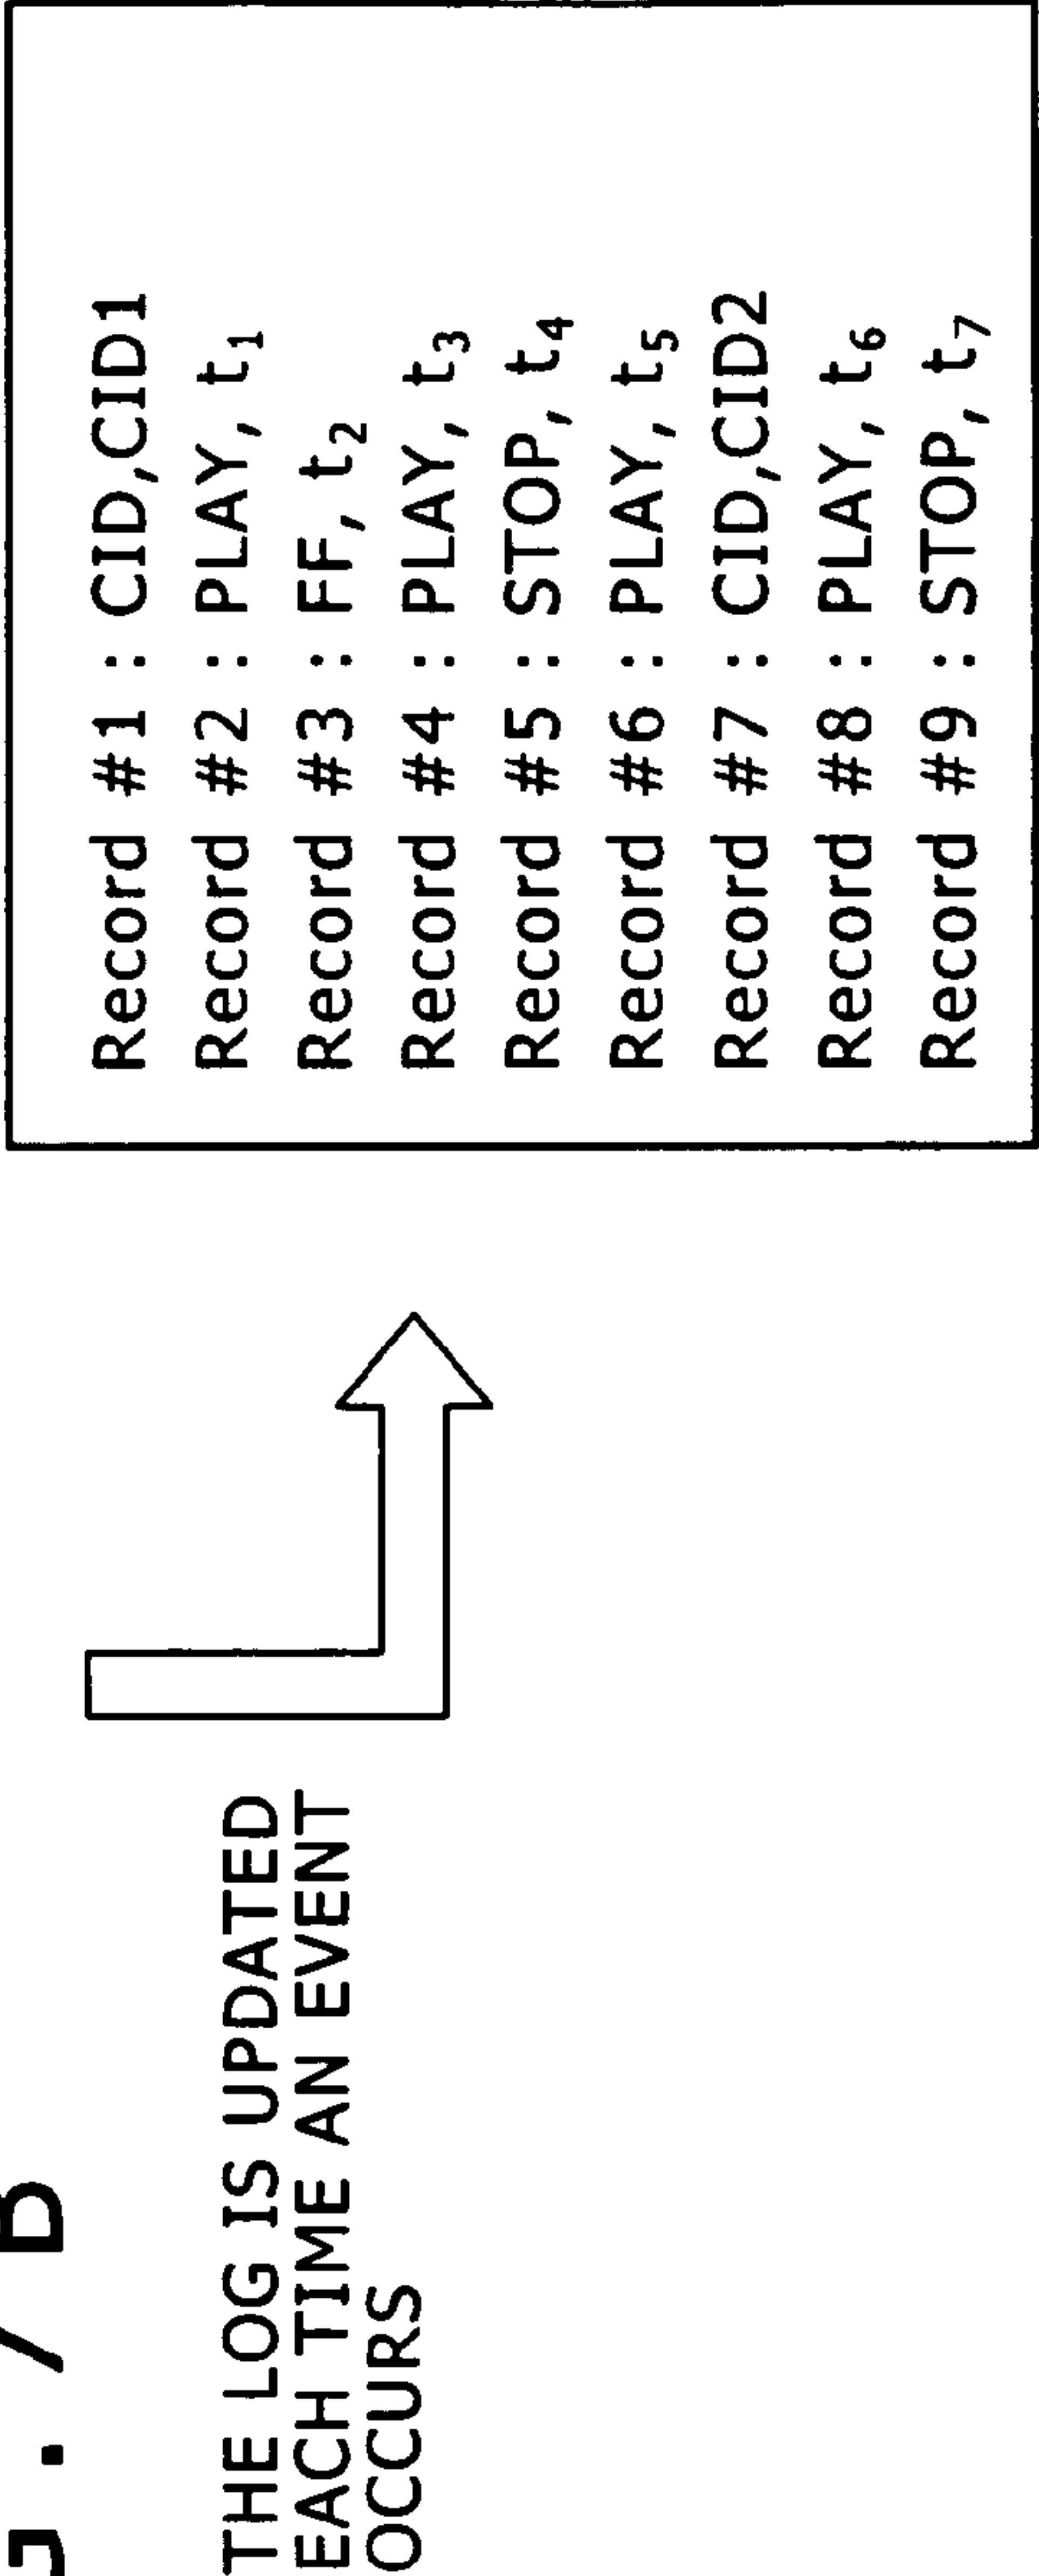 THE LOG IS UPDATED
EACH TIME AN EVENT
OCCURS
Record #1 : CID,CID1
Record #2 : PLAY, t₁
Record #3 : FF, t₂
Record #4 : PLAY, t₃
Record #5 : STOP, t₄
Record #6 : PLAY, t₅
Record #7 : CID,CID2
Record #8 : PLAY, t₆
Record #9 : STOP, t₇